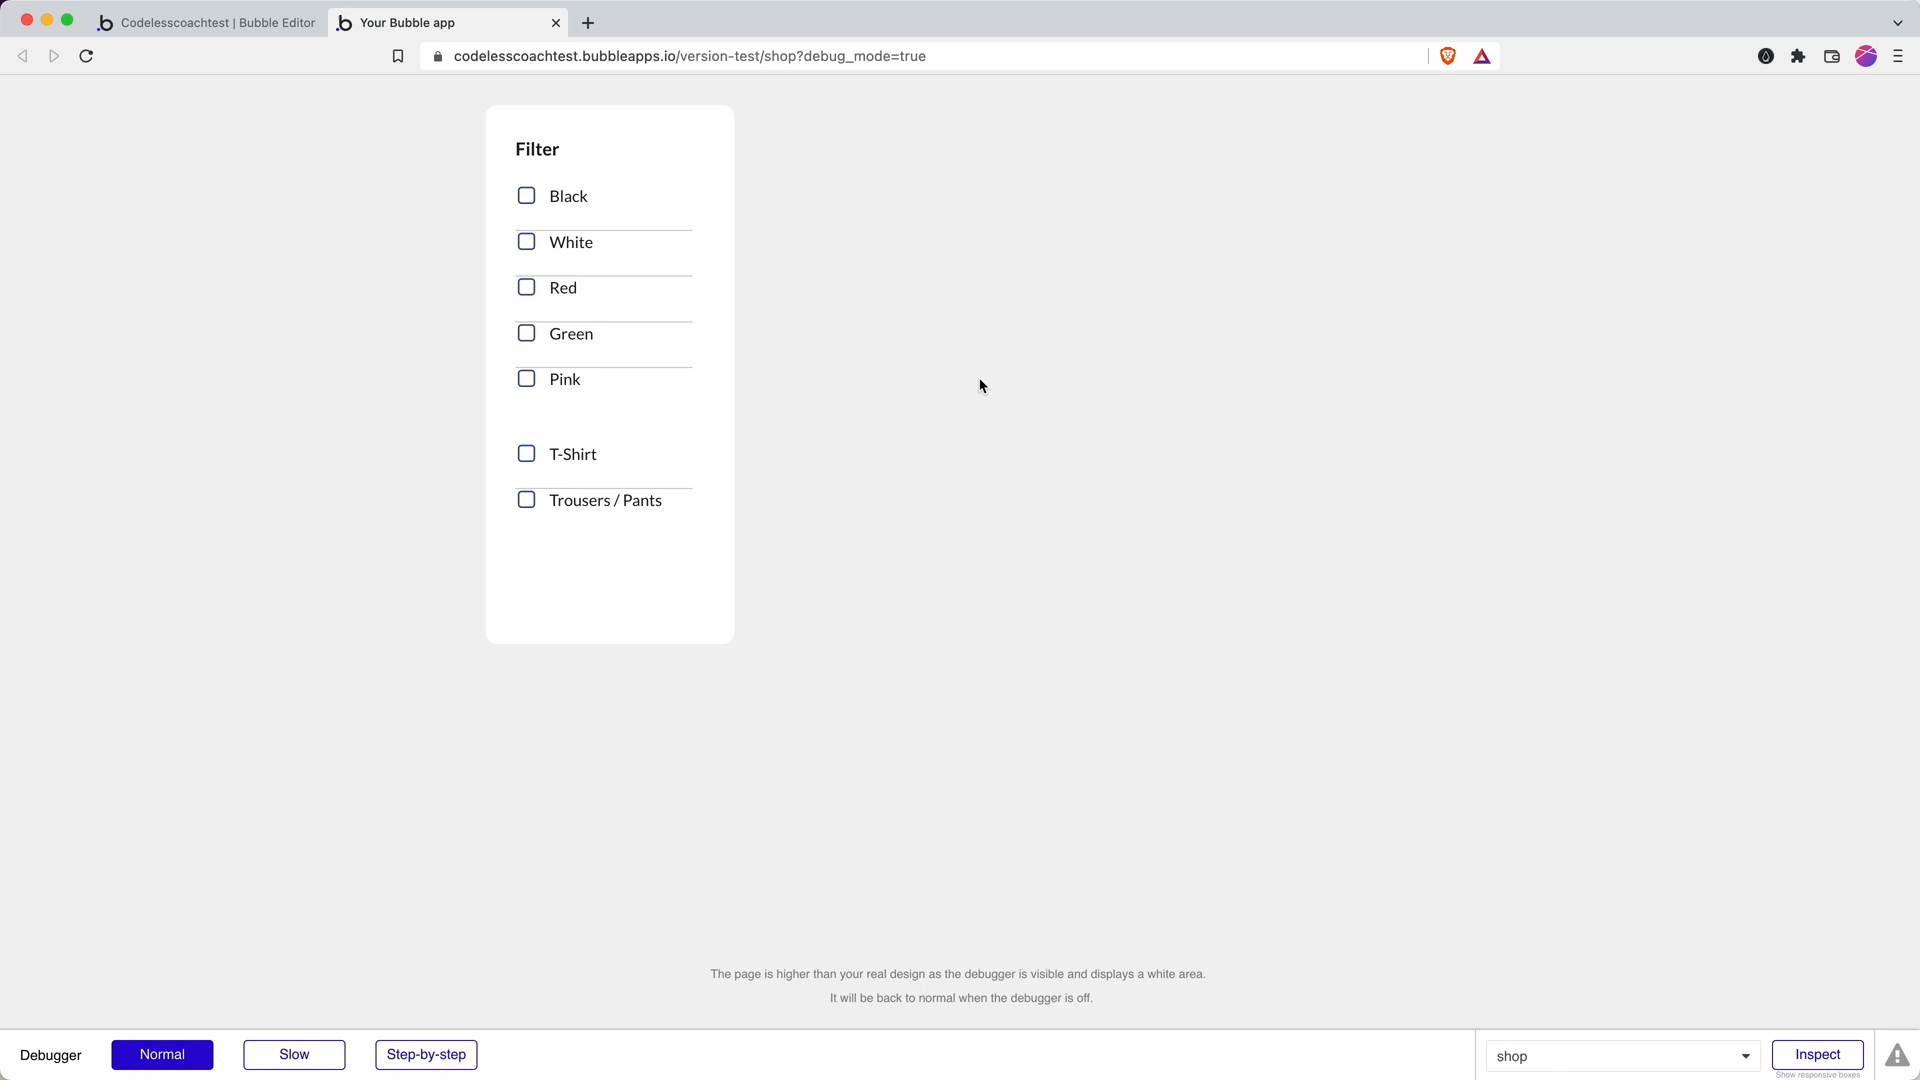 Codelesscoachtest | Bubble Editor
Your Bubble app
codelesscoachtest.bubbleapps.io/version-test/shop?debug_mode=true
Filter
Black
White
Red
Green
Pink
T-Shirt
Trousers / Pants
The page is higher than your real design as the debugger is visible and displays a white area.
It will be back to normal when the debugger is off.
Debugger
Normal
Slow
Step-by-step
shop
Inspect
Show responsive boxes